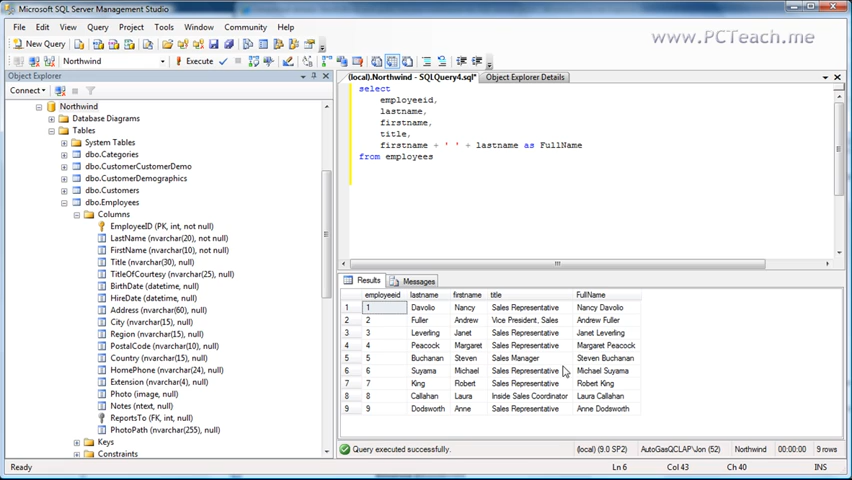 Microsoft SQL Server Management Studio
File Edit View Query Project Tools Window Community Help
www.PCTeach.me
New Query
Northwind Execute
Object Explorer
(local).Northwind - SQLQuery4.sql* Object Explorer Details
Connect
Northwind
Database Diagrams
Tables
System Tables
dbo.Categories
dbo.CustomerCustomerDemo
dbo.CustomerDemographics
dbo.Customers
dbo.Employees
Columns
EmployeeID (PK, int, not null)
LastName (nvarchar(20), not null)
FirstName (nvarchar(10), not null)
Title (nvarchar(30), null)
TitleOfCourtesy (nvarchar(25), null)
BirthDate (datetime, null)
HireDate (datetime, null)
Address (nvarchar(60), null)
City (nvarchar(15), null)
Region (nvarchar(15), null)
PostalCode (nvarchar(10), null)
Country (nvarchar(15), null)
HomePhone (nvarchar(24), null)
Extension (nvarchar(4), null)
Photo (image, null)
Notes (ntext, null)
ReportsTo (FK, int, null)
PhotoPath (nvarchar(255), null)
Keys
Constraints
select
employeeid,
lastname,
firstname,
title,
firstname + ' ' + lastname as FullName
from employees
Results Messages
employeeid lastname firstname title FullName
1 1 Davolio Nancy Sales Representative Nancy Davolio
2 2 Fuller Andrew Vice President, Sales Andrew Fuller
3 3 Leverling Janet Sales Representative Janet Leverling
4 4 Peacock Margaret Sales Representative Margaret Peacock
5 5 Buchanan Steven Sales Manager Steven Buchanan
6 6 Suyama Michael Sales Representative Michael Suyama
7 7 King Robert Sales Representative Robert King
8 8 Callahan Laura Inside Sales Coordinator Laura Callahan
9 9 Dodsworth Anne Sales Representative Anne Dodsworth
Query executed successfully. (local) (9.0 SP2) AutoGasQCLAP\Jon (52) Northwind 00:00:00 9 rows
Ready Ln 6 Col 43 Ch 40 INS